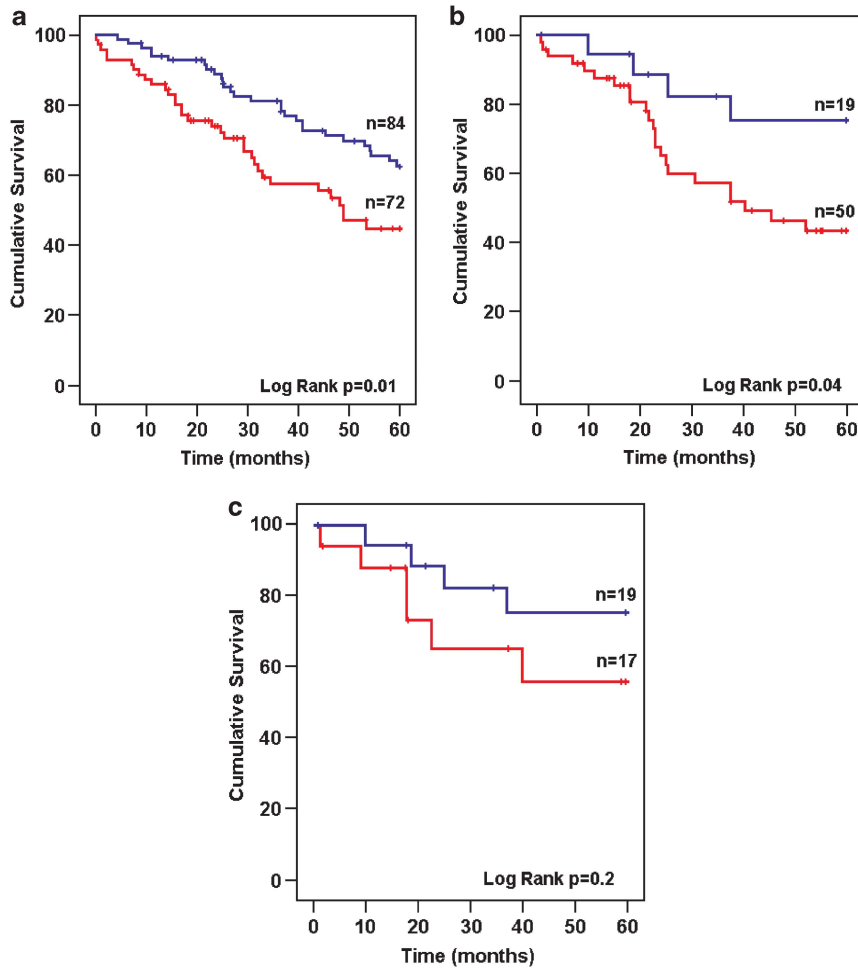 a
100
80
60
40
20
0
Cumulative Survival
n=84
n=72
Log Rank p=0.01
0 10 20 30 40 50 60
Time (months)
b
100
80
60
40
20
0
Cumulative Survival
n=19
n=50
Log Rank p=0.04
0 10 20 30 40 50 60
Time (months)
c
100
80
60
40
20
0
Cumulative Survival
n=19
n=17
Log Rank p=0.2
0 10 20 30 40 50 60
Time (months)